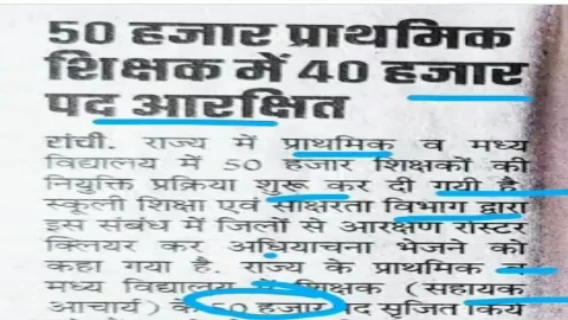 50 हजार प्राथमिक
शिक्षक में 40 हजार
पद आरक्षित
रांची. राज्य में प्राथमिक व मध्य
विद्यालय में 50 हजार शिक्षकों की
नियुक्ति प्रक्रिया शुरू कर दी गयी है.
स्कूली शिक्षा एवं साक्षरता विभाग द्वारा
इस संबंध में जिलों से आरक्षण रोस्टर
क्लियर कर अधियाचना भेजने को
कहा गया है. राज्य के प्राथमिक व
मध्य विद्यालय में शिक्षक (सहायक
आचार्य) के 50 हजार पद सृजित किये